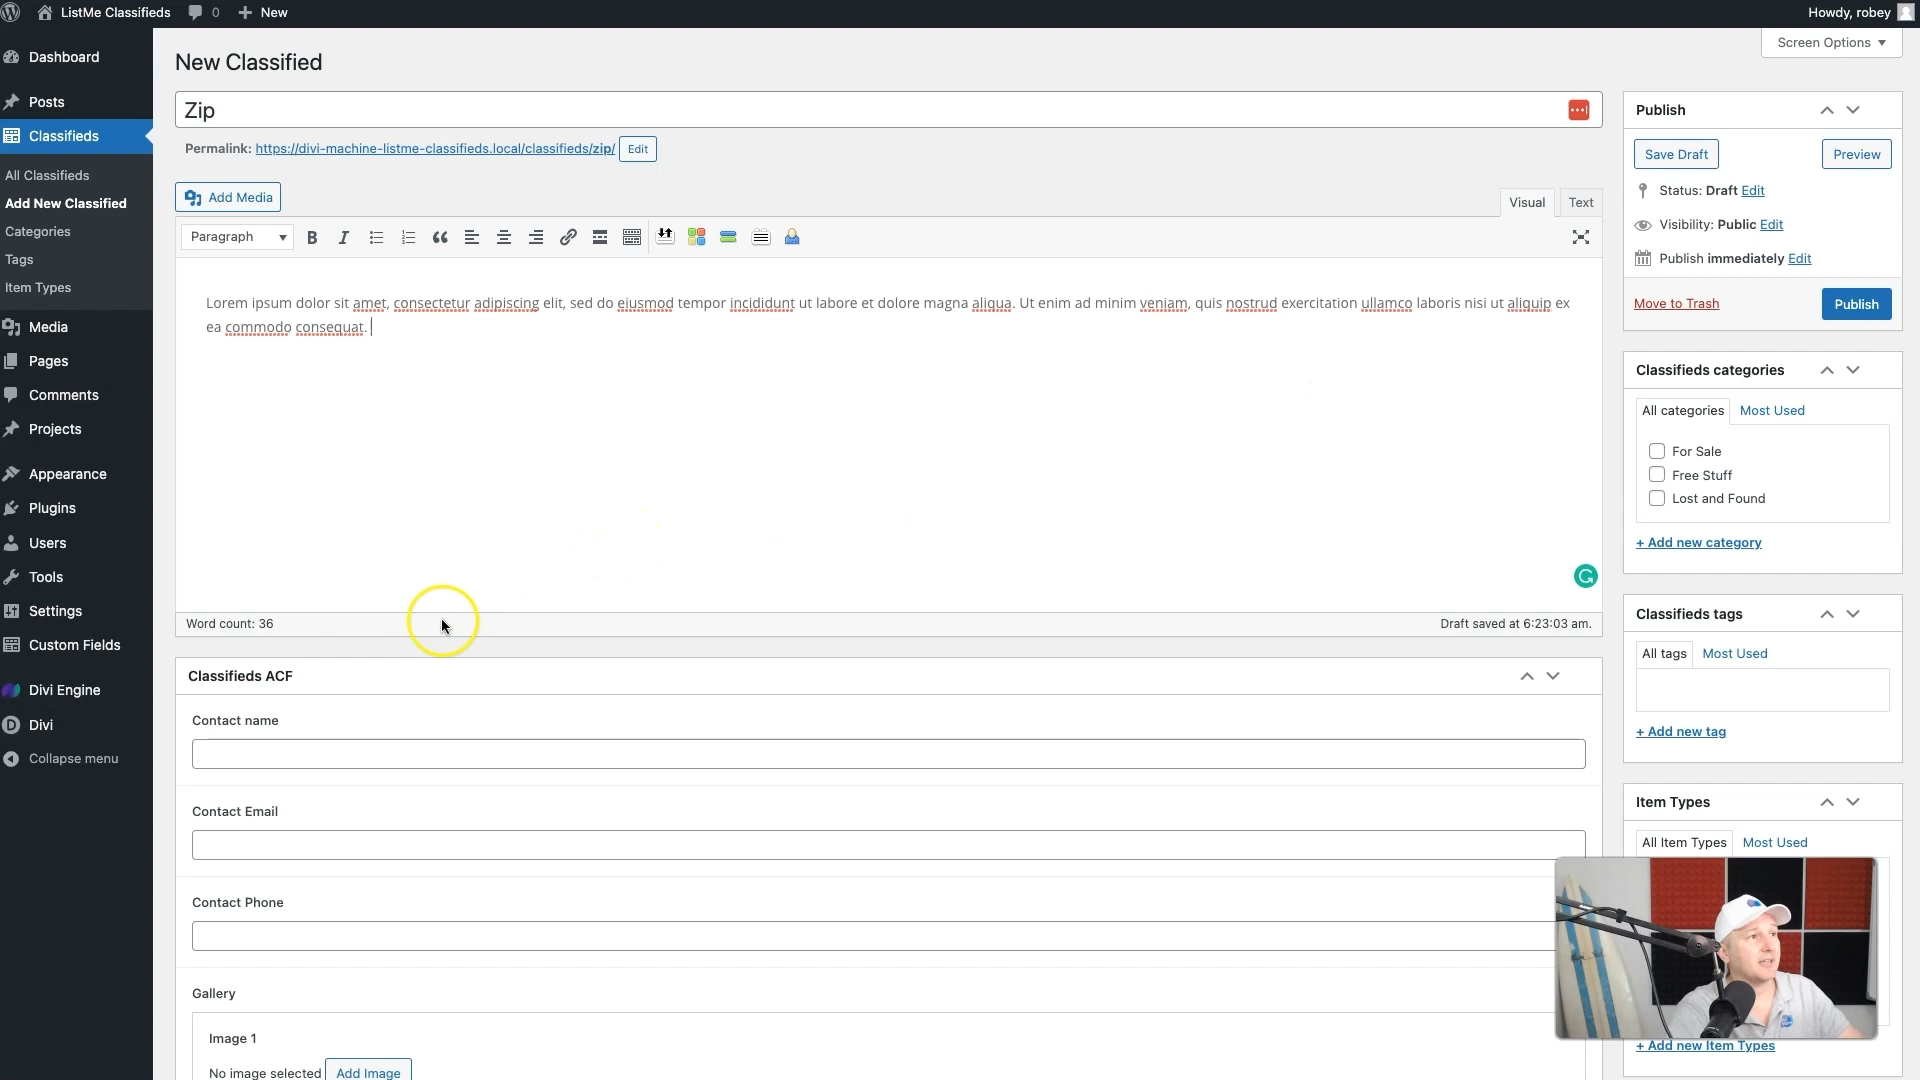 ListMe Classifieds
0
New
Howdy, robey
Screen Options
Dashboard
Posts
Classifieds
All Classifieds
Add New Classified
Categories
Tags
Item Types
Media
Pages
Comments
Projects
Appearance
Plugins
Users
Tools
Settings
Custom Fields
Divi Engine
Divi
Collapse menu
New Classified
Zip
Permalink: https://divi-machine-listme-classifieds.local/classifieds/zip/ Edit
Add Media
Visual
Text
Paragraph
Lorem ipsum dolor sit amet, consectetur adipiscing elit, sed do eiusmod tempor incididunt ut labore et dolore magna aliqua. Ut enim ad minim veniam, quis nostrud exercitation ullamco laboris nisi ut aliquip ex
ea commodo consequat.
Word count: 36
Draft saved at 6:23:03 am.
Classifieds ACF
Contact name
Contact Email
Contact Phone
Gallery
Image 1
No image selected Add Image
Publish
Save Draft
Preview
Status: Draft Edit
Visibility: Public Edit
Publish immediately Edit
Move to Trash
Publish
Classifieds categories
All categories
Most Used
For Sale
Free Stuff
Lost and Found
+ Add new category
Classifieds tags
All tags
Most Used
+ Add new tag
Item Types
All Item Types
Most Used
+ Add new Item Types